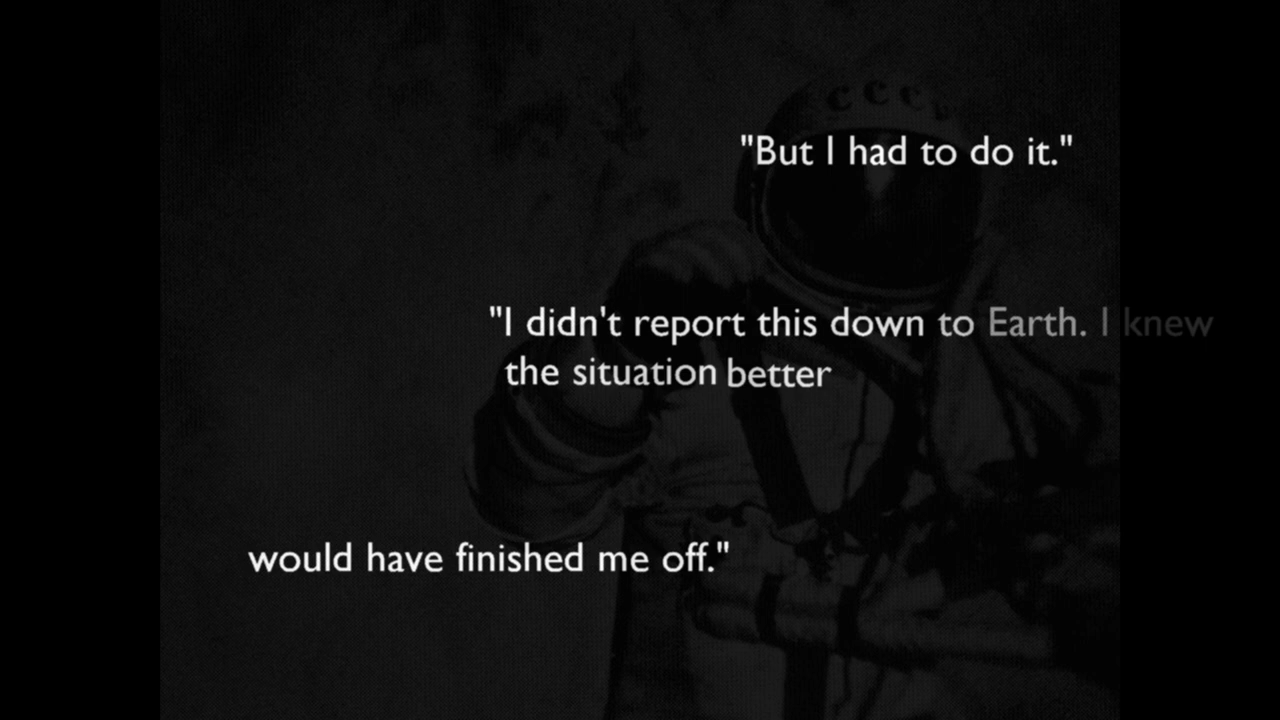 CCCP
"But I had to do it."
"I didn't report this down to Earth. I knew
the situation better
would have finished me off."